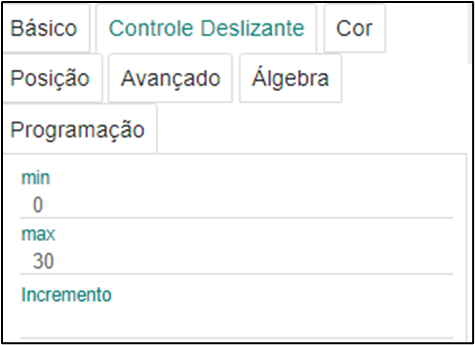 Básico Controle Deslizante Cor
Posição Avançado Álgebra
Programação
min
0
max
30
Incremento